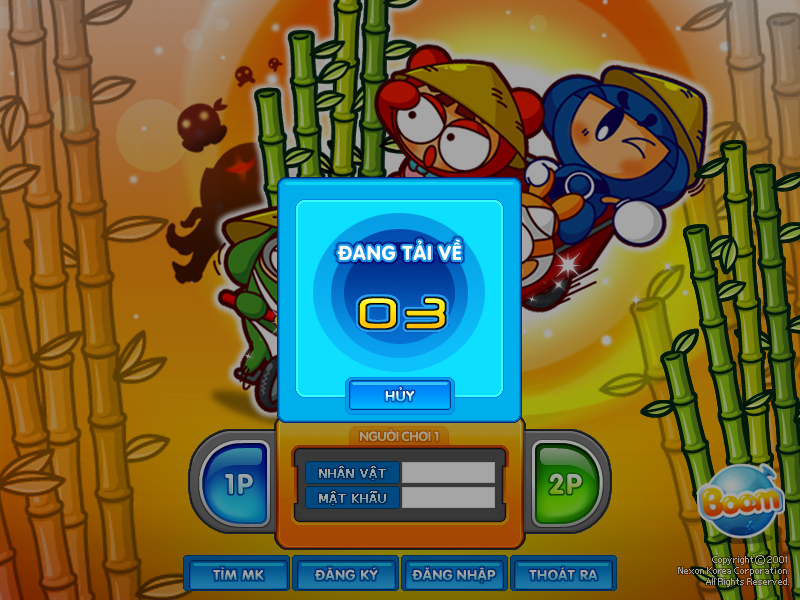 ĐANG TẢI VỀ
03
HỦY
NGƯỜI CHƠI 1
1P
NHÂN VẬT
MẬT KHẨU
2P
Boom
TÌM MK
ĐĂNG KÝ
ĐĂNG NHẬP
THOÁT RA
Copyright©2001
Nexon Korea Corporation.
All Rights Reserved.